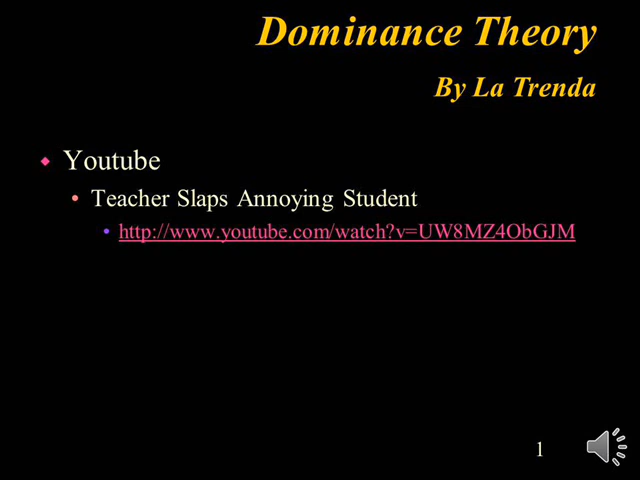 Dominance Theory
By La Trenda
Youtube
Teacher Slaps Annoying Student
http://www.youtube.com/watch?v=UW8MZ4ObGJM
1